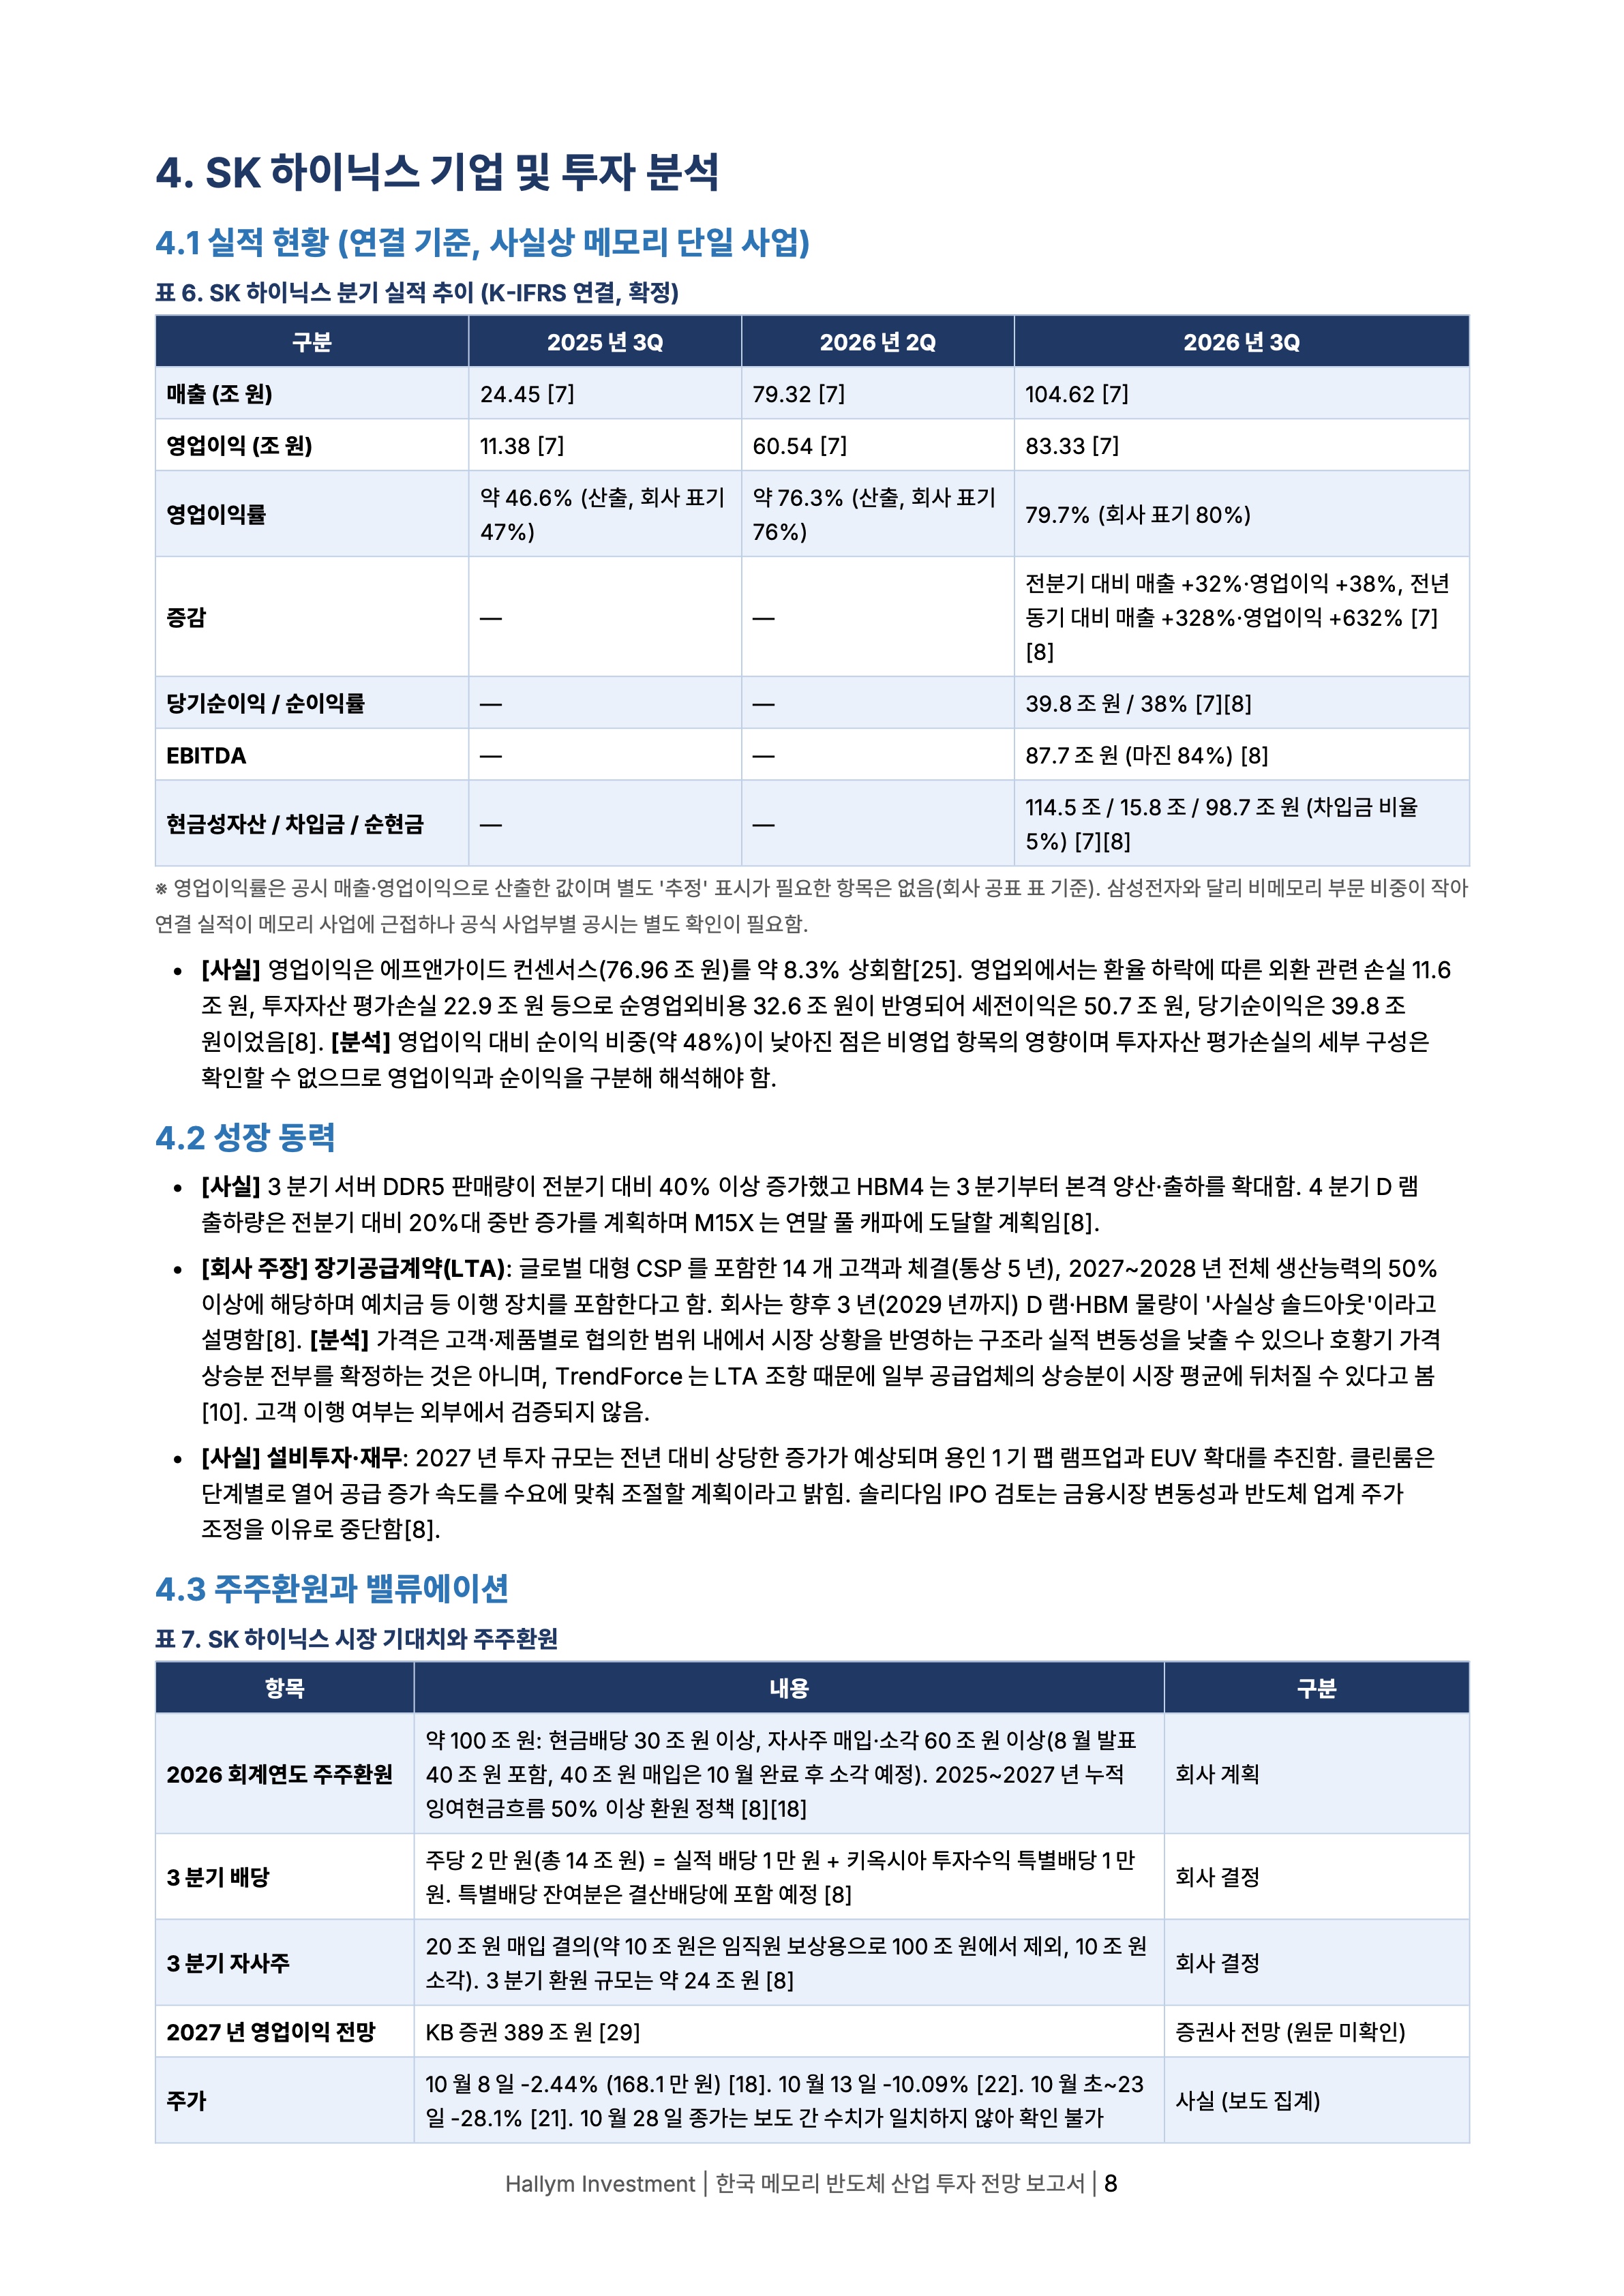 4. SK 하이닉스 기업 및 투자 분석
4.1 실적 현황 (연결 기준, 사실상 메모리 단일 사업)
표 6. SK 하이닉스 분기 실적 추이 (K-IFRS 연결, 확정)
구분 2025 년 3Q 2026 년 2Q 2026 년 3Q
매출 (조 원) 24.45 [7] 79.32 [7] 104.62 [7]
영업이익 (조 원) 11.38 [7] 60.54 [7] 83.33 [7]
영업이익률 약 46.6% (산출, 회사 표기 47%) 약 76.3% (산출, 회사 표기 76%) 79.7% (회사 표기 80%)
증감 — — 전분기 대비 매출 +32%·영업이익 +38%, 전년
동기 대비 매출 +328%·영업이익 +632% [7]
[8]
당기순이익 / 순이익률 — — 39.8 조 원 / 38% [7][8]
EBITDA — — 87.7 조 원 (마진 84%) [8]
현금성자산 / 차입금 / 순현금 — — 114.5 조 / 15.8 조 / 98.7 조 원 (차입금 비율
5%) [7][8]
※ 영업이익률은 공시 매출·영업이익으로 산출한 값이며 별도 '추정' 표시가 필요한 항목은 없음(회사 공표 표 기준). 삼성전자와 달리 비메모리 부문 비중이 작아
연결 실적이 메모리 사업에 근접하나 공식 사업부별 공시는 별도 확인이 필요함.
• [사실] 영업이익은 에프앤가이드 컨센서스(76.96 조 원)를 약 8.3% 상회함[25]. 영업외에서는 환율 하락에 따른 외환 관련 손실 11.6
조 원, 투자자산 평가손실 22.9 조 원 등으로 순영업외비용 32.6 조 원이 반영되어 세전이익은 50.7 조 원, 당기순이익은 39.8 조
원이었음[8]. [분석] 영업이익 대비 순이익 비중(약 48%)이 낮아진 점은 비영업 항목의 영향이며 투자자산 평가손실의 세부 구성은
확인할 수 없으므로 영업이익과 순이익을 구분해 해석해야 함.
4.2 성장 동력
• [사실] 3 분기 서버 DDR5 판매량이 전분기 대비 40% 이상 증가했고 HBM4 는 3 분기부터 본격 양산·출하를 확대함. 4 분기 D 램
출하량은 전분기 대비 20%대 중반 증가를 계획하며 M15X 는 연말 풀 캐파에 도달할 계획임[8].
• [회사 주장] 장기공급계약(LTA): 글로벌 대형 CSP 를 포함한 14 개 고객과 체결(통상 5 년), 2027~2028 년 전체 생산능력의 50%
이상에 해당하며 예치금 등 이행 장치를 포함한다고 함. 회사는 향후 3 년(2029 년까지) D 램·HBM 물량이 '사실상 솔드아웃'이라고
설명함[8]. [분석] 가격은 고객·제품별로 협의한 범위 내에서 시장 상황을 반영하는 구조라 실적 변동성을 낮출 수 있으나 호황기 가격
상승분 전부를 확정하는 것은 아니며, TrendForce 는 LTA 조항 때문에 일부 공급업체의 상승분이 시장 평균에 뒤처질 수 있다고 봄
[10]. 고객 이행 여부는 외부에서 검증되지 않음.
• [사실] 설비투자·재무: 2027 년 투자 규모는 전년 대비 상당한 증가가 예상되며 용인 1 기 팹 램프업과 EUV 확대를 추진함. 클린룸은
단계별로 열어 공급 증가 속도를 수요에 맞춰 조절할 계획이라고 밝힘. 솔리다임 IPO 검토는 금융시장 변동성과 반도체 업계 주가
조정을 이유로 중단함[8].
4.3 주주환원과 밸류에이션
표 7. SK 하이닉스 시장 기대치와 주주환원
항목 내용 구분
2026 회계연도 주주환원 약 100 조 원: 현금배당 30 조 원 이상, 자사주 매입·소각 60 조 원 이상(8 월 발표
40 조 원 포함, 40 조 원 매입은 10 월 완료 후 소각 예정). 2025~2027 년 누적
잉여현금흐름 50% 이상 환원 정책 [8][18] 회사 계획
3 분기 배당 주당 2 만 원(총 14 조 원) = 실적 배당 1 만 원 + 키옥시아 투자수익 특별배당 1 만
원. 특별배당 잔여분은 결산배당에 포함 예정 [8] 회사 결정
3 분기 자사주 20 조 원 매입 결의(약 10 조 원은 임직원 보상용으로 100 조 원에서 제외, 10 조 원
소각). 3 분기 환원 규모는 약 24 조 원 [8] 회사 결정
2027 년 영업이익 전망 KB 증권 389 조 원 [29] 증권사 전망 (원문 미확인)
주가 10 월 8 일 -2.44% (168.1 만 원) [18]. 10 월 13 일 -10.09% [22]. 10 월 초~23
일 -28.1% [21]. 10 월 28 일 종가는 보도 간 수치가 일치하지 않아 확인 불가 사실 (보도 집계)
Hallym Investment | 한국 메모리 반도체 산업 투자 전망 보고서 | 8